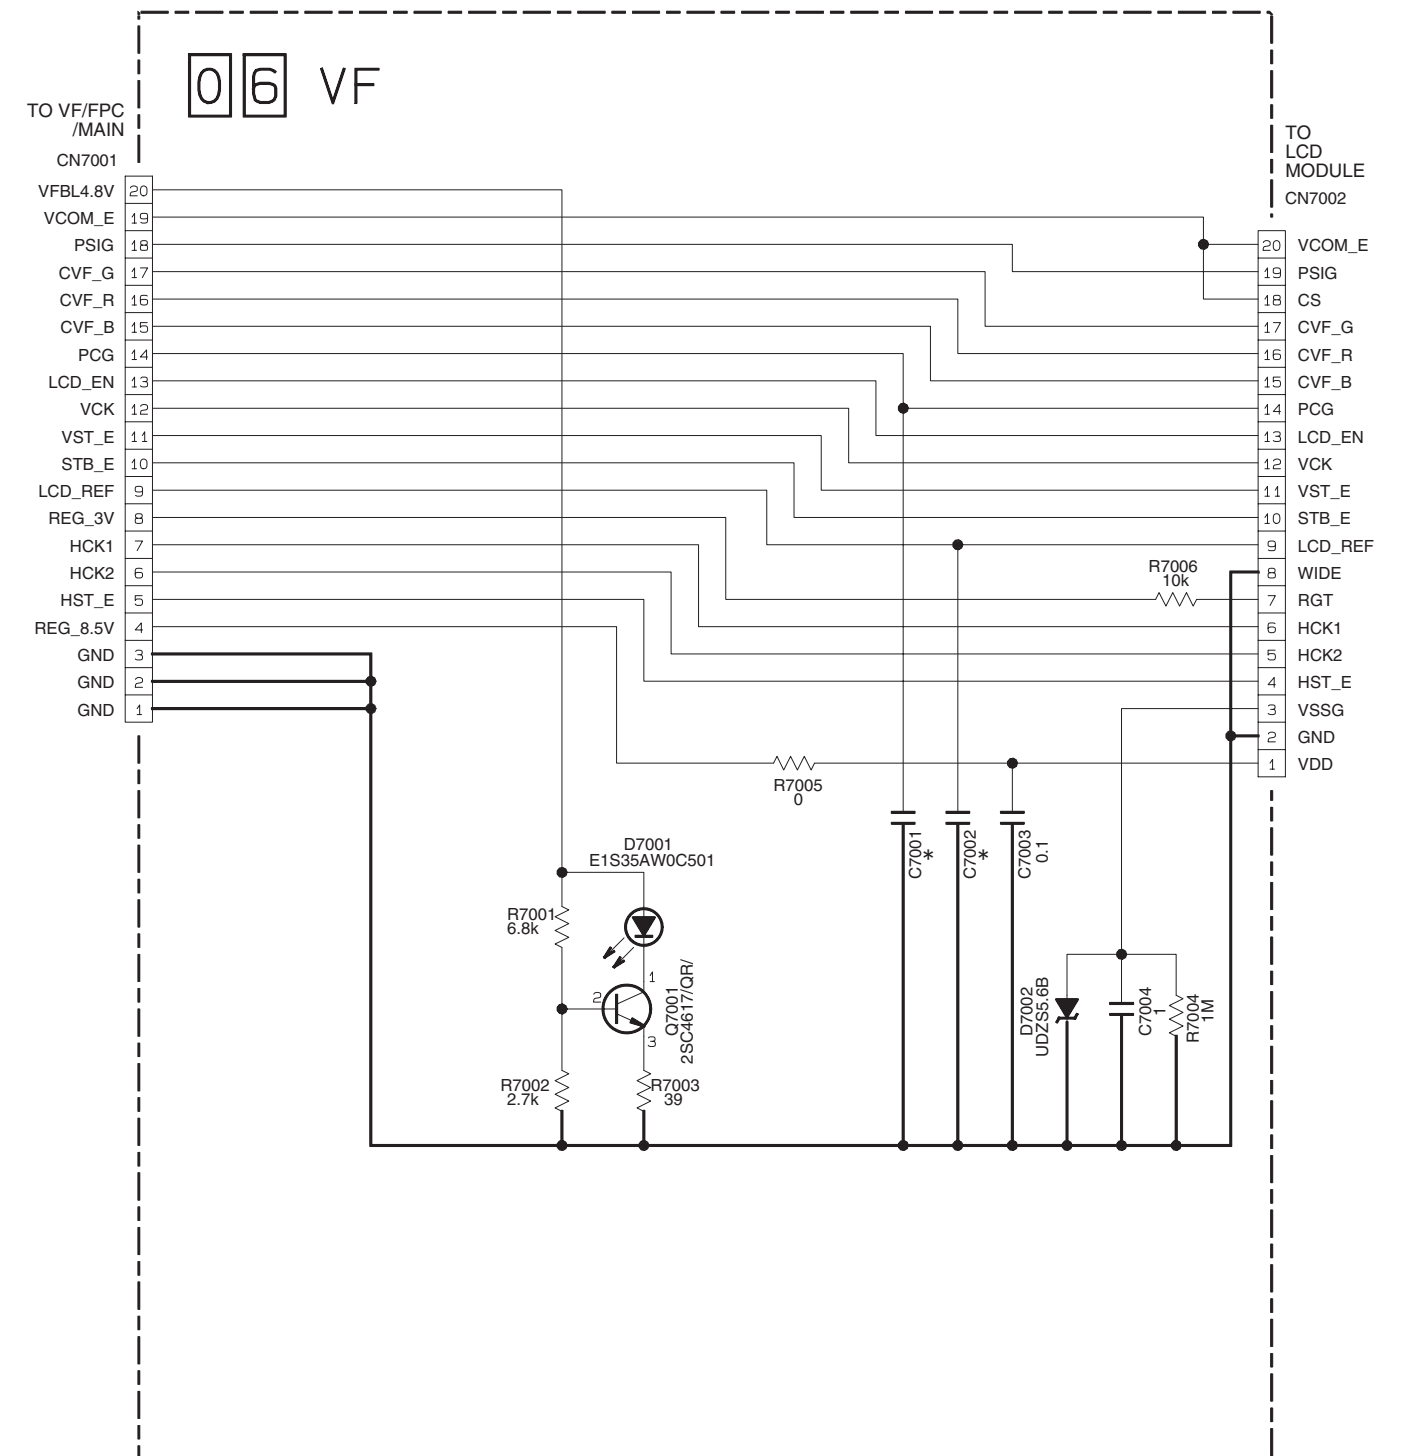 06 VF
TO VF/FPC
/MAIN
CN7001
VFBL4.8V 20
VCOM_E 19
PSIG 18
CVF_G 17
CVF_R 16
CVF_B 15
PCG 14
LCD_EN 13
VCK 12
VST_E 11
STB_E 10
LCD_REF 9
REG_3V 8
HCK1 7
HCK2 6
HST_E 5
REG_8.5V 4
GND 3
GND 2
GND 1
TO
LCD
MODULE
CN7002
20 VCOM_E
19 PSIG
18 CS
17 CVF_G
16 CVF_R
15 CVF_B
14 PCG
13 LCD_EN
12 VCK
11 VST_E
10 STB_E
9 LCD_REF
8 WIDE
7 RGT
6 HCK1
5 HCK2
4 HST_E
3 VSSG
2 GND
1 VDD
R7006
10k
R7005
0
D7001
E1S35AW0C501
R7001
6.8k
1
2
3
Q7001
2SC4617/QR/
R7002
2.7k
R7003
39
C7001
*
C7002
*
C7003
0.1
D7002
UDZS5.6B
C7004
1
R7004
1M